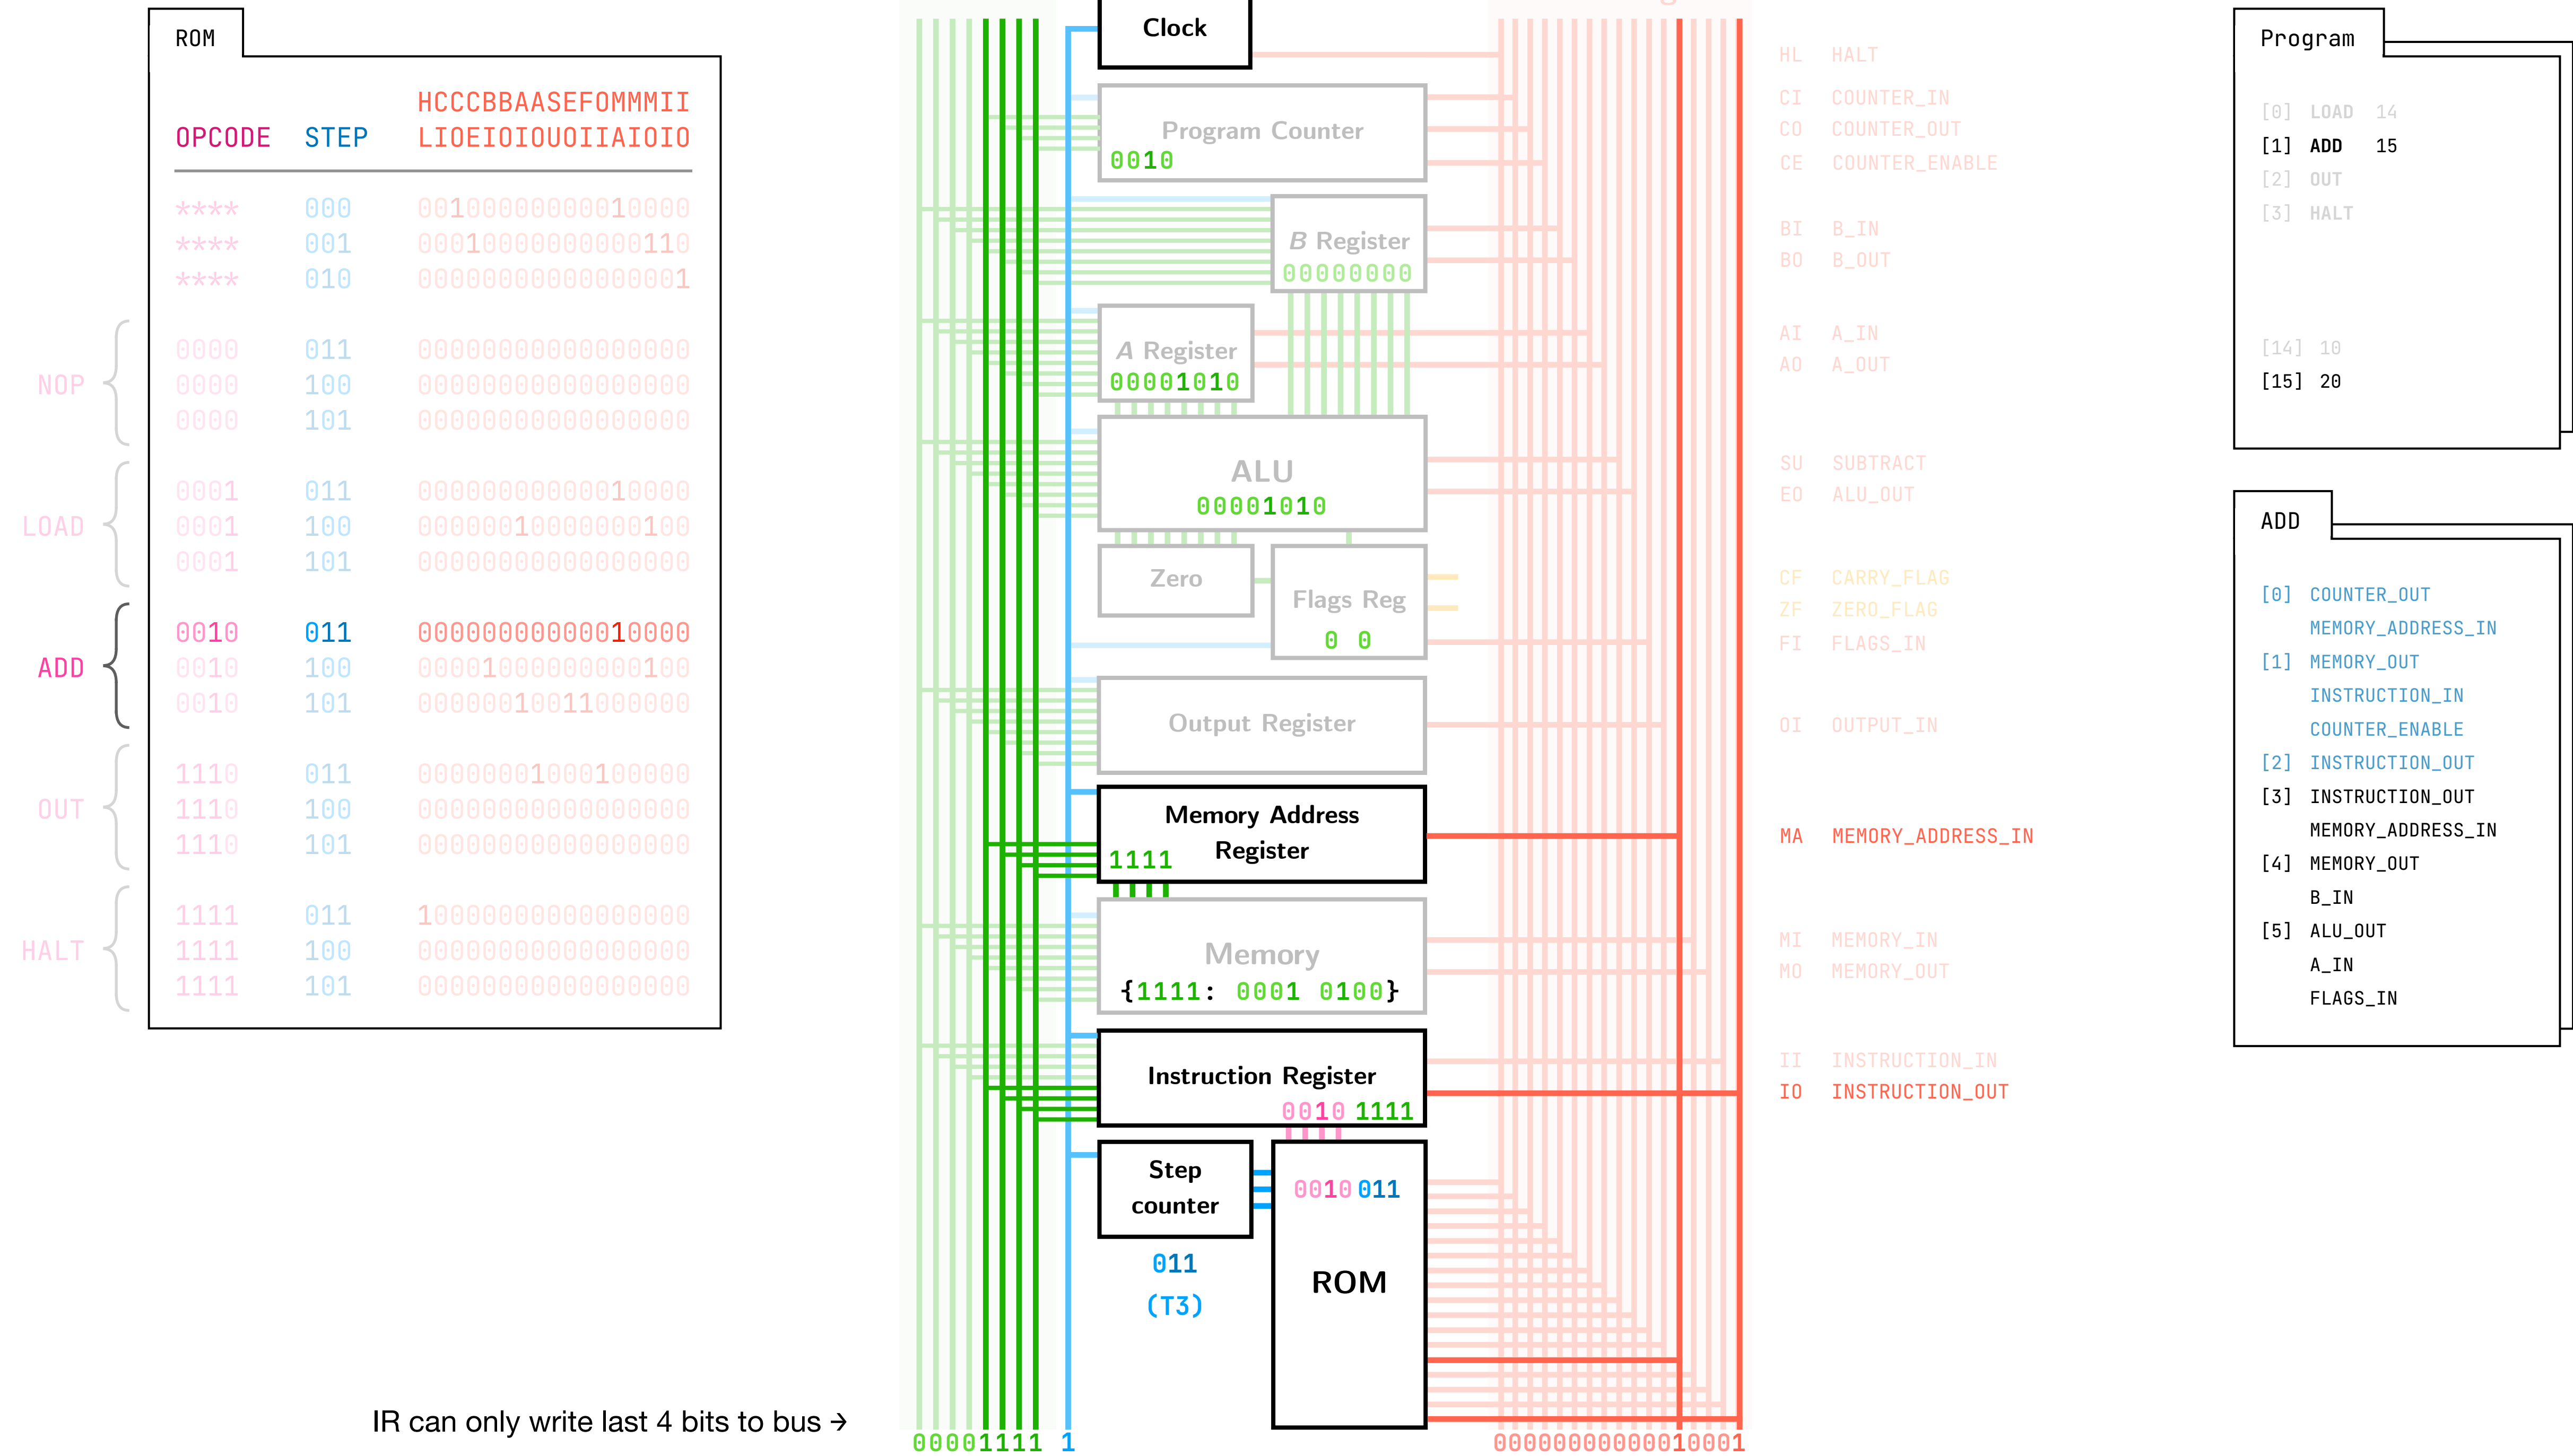 ROM
HCCCBBAASEFOMMMII
OPCODE STEP LIOEIOIOUOIIAIOIO
**** 000 00100000000010000
**** 001 00010000000000110
**** 010 00000000000000001
NOP
0000 011 00000000000000000
0000 100 00000000000000000
0000 101 00000000000000000
LOAD
0001 011 00000000000010000
0001 100 00000010000000100
0001 101 00000000000000000
ADD
0010 011 00000000000010000
0010 100 00001000000000100
0010 101 00000010011000000
OUT
1110 011 00000001000100000
1110 100 00000000000000000
1110 101 00000000000000000
HALT
1111 011 10000000000000000
1111 100 00000000000000000
1111 101 00000000000000000
IR can only write last 4 bits to bus →
Clock
Program Counter
0010
B Register
00000000
A Register
00001010
ALU
00001010
Zero
Flags Reg
0 0
Output Register
Memory Address
Register
1111
Memory
{1111: 0001 0100}
Instruction Register
0010 1111
Step
counter
011
(T3)
0010 011
ROM
00001111 1
00000000000010001
HL HALT
CI COUNTER_IN
CO COUNTER_OUT
CE COUNTER_ENABLE
BI B_IN
BO B_OUT
AI A_IN
AO A_OUT
SU SUBTRACT
EO ALU_OUT
CF CARRY_FLAG
ZF ZERO_FLAG
FI FLAGS_IN
OI OUTPUT_IN
MA MEMORY_ADDRESS_IN
MI MEMORY_IN
MO MEMORY_OUT
II INSTRUCTION_IN
IO INSTRUCTION_OUT
Program
[0] LOAD 14
[1] ADD 15
[2] OUT
[3] HALT
[14] 10
[15] 20
ADD
[0] COUNTER_OUT
MEMORY_ADDRESS_IN
[1] MEMORY_OUT
INSTRUCTION_IN
COUNTER_ENABLE
[2] INSTRUCTION_OUT
[3] INSTRUCTION_OUT
MEMORY_ADDRESS_IN
[4] MEMORY_OUT
B_IN
[5] ALU_OUT
A_IN
FLAGS_IN